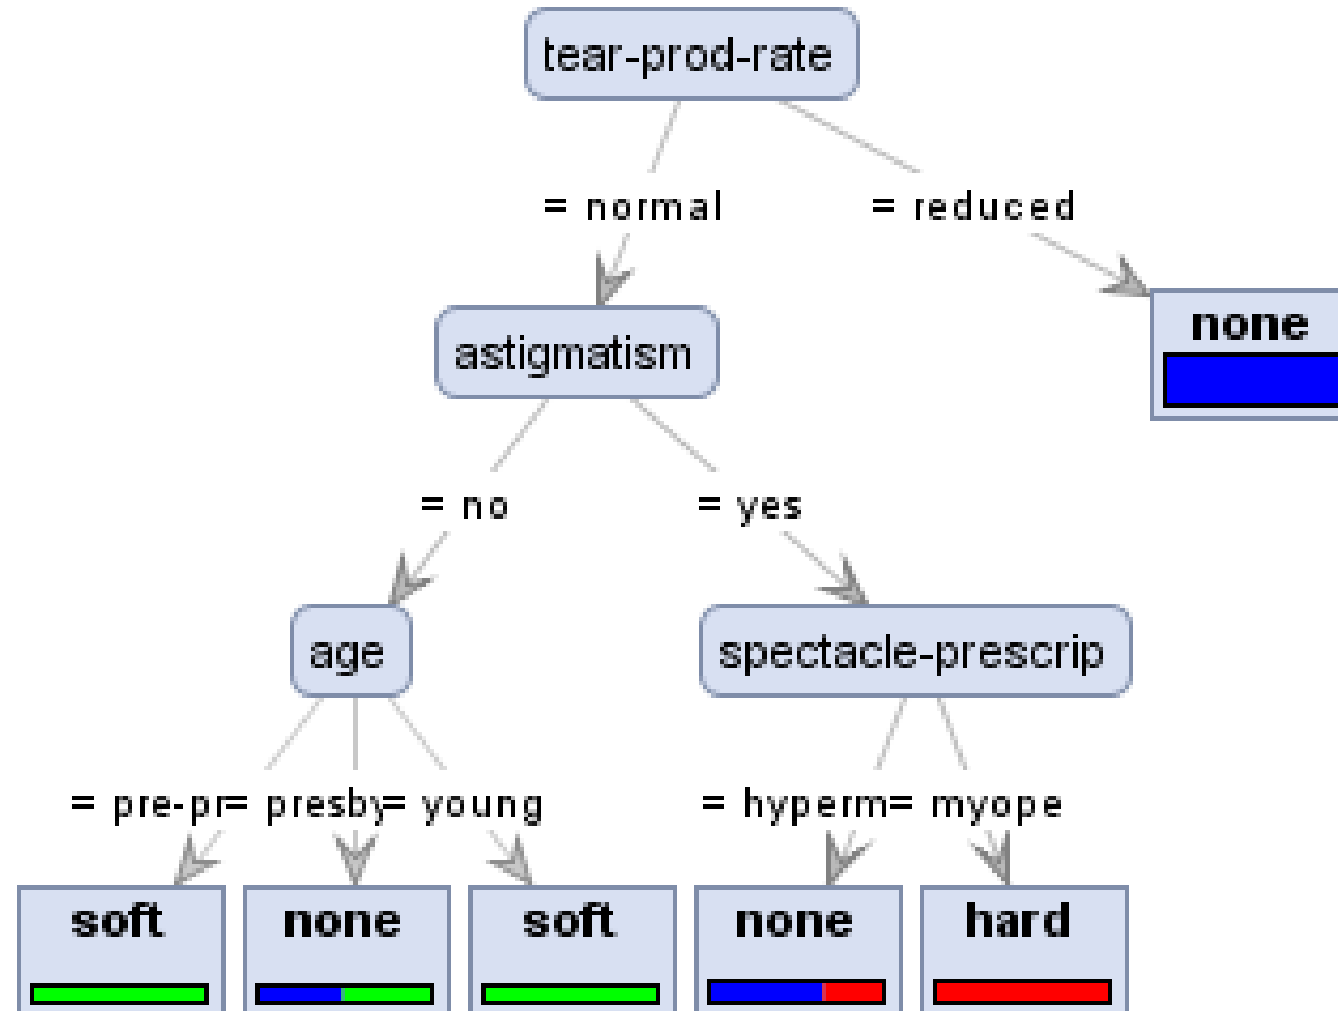 tear-prod-rate
= normal
= reduced
none
astigmatism
= no
= yes
age
spectacle-prescrip
= pre-pr= presby= young
= hyperm= myope
soft
none
soft
none
hard